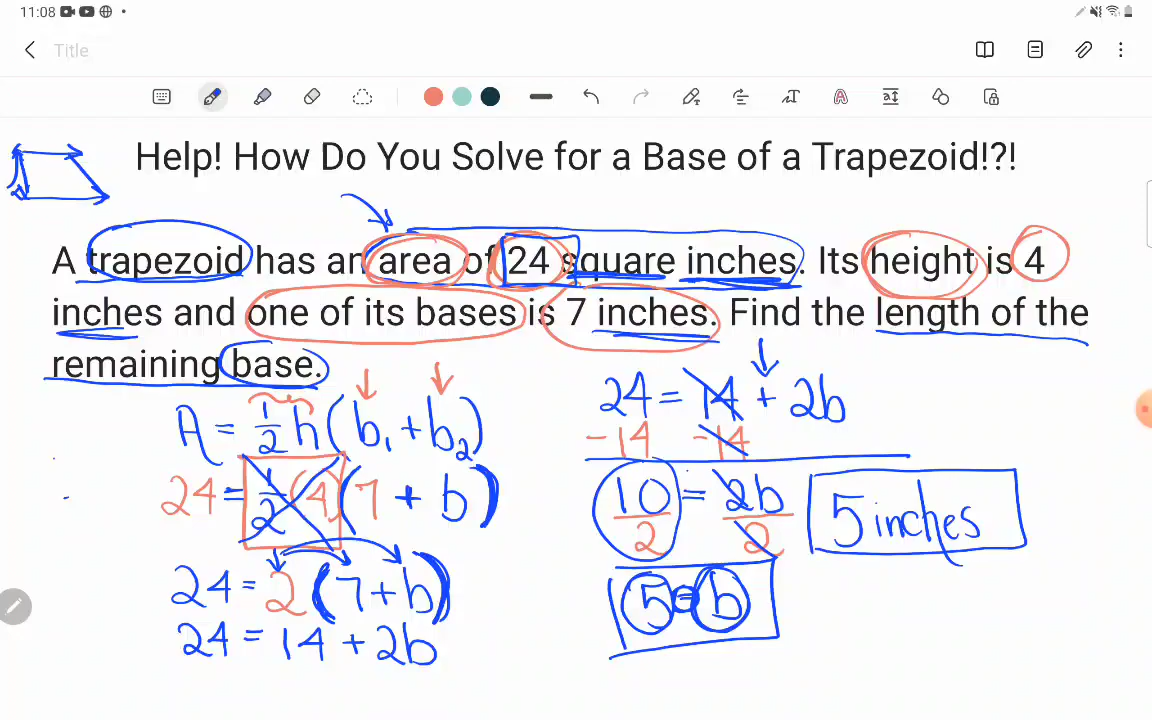 11:08
Title
Help! How Do You Solve for a Base of a Trapezoid!?!
A trapezoid has an area of 24 square inches. Its height is 4
inches and one of its bases is 7 inches. Find the length of the
remaining base.
A = 1/2 h(b₁ + b₂)
24 = 1/2 (4)(7 + b)
24 = 2(7 + b)
24 = 14 + 2b
24 = 14 + 2b
-14 -14
10 = 2b
2 2
5 = b
5 inches